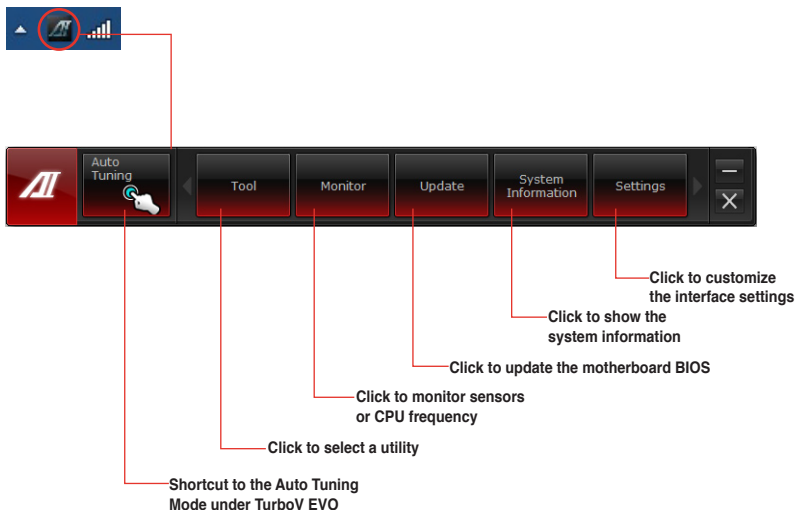 Auto
Tuning
Tool
Monitor
Update
System
Information
Settings
Click to customize
the interface settings
Click to show the
system information
Click to update the motherboard BIOS
Click to monitor sensors
or CPU frequency
Click to select a utility
Shortcut to the Auto Tuning
Mode under TurboV EVO